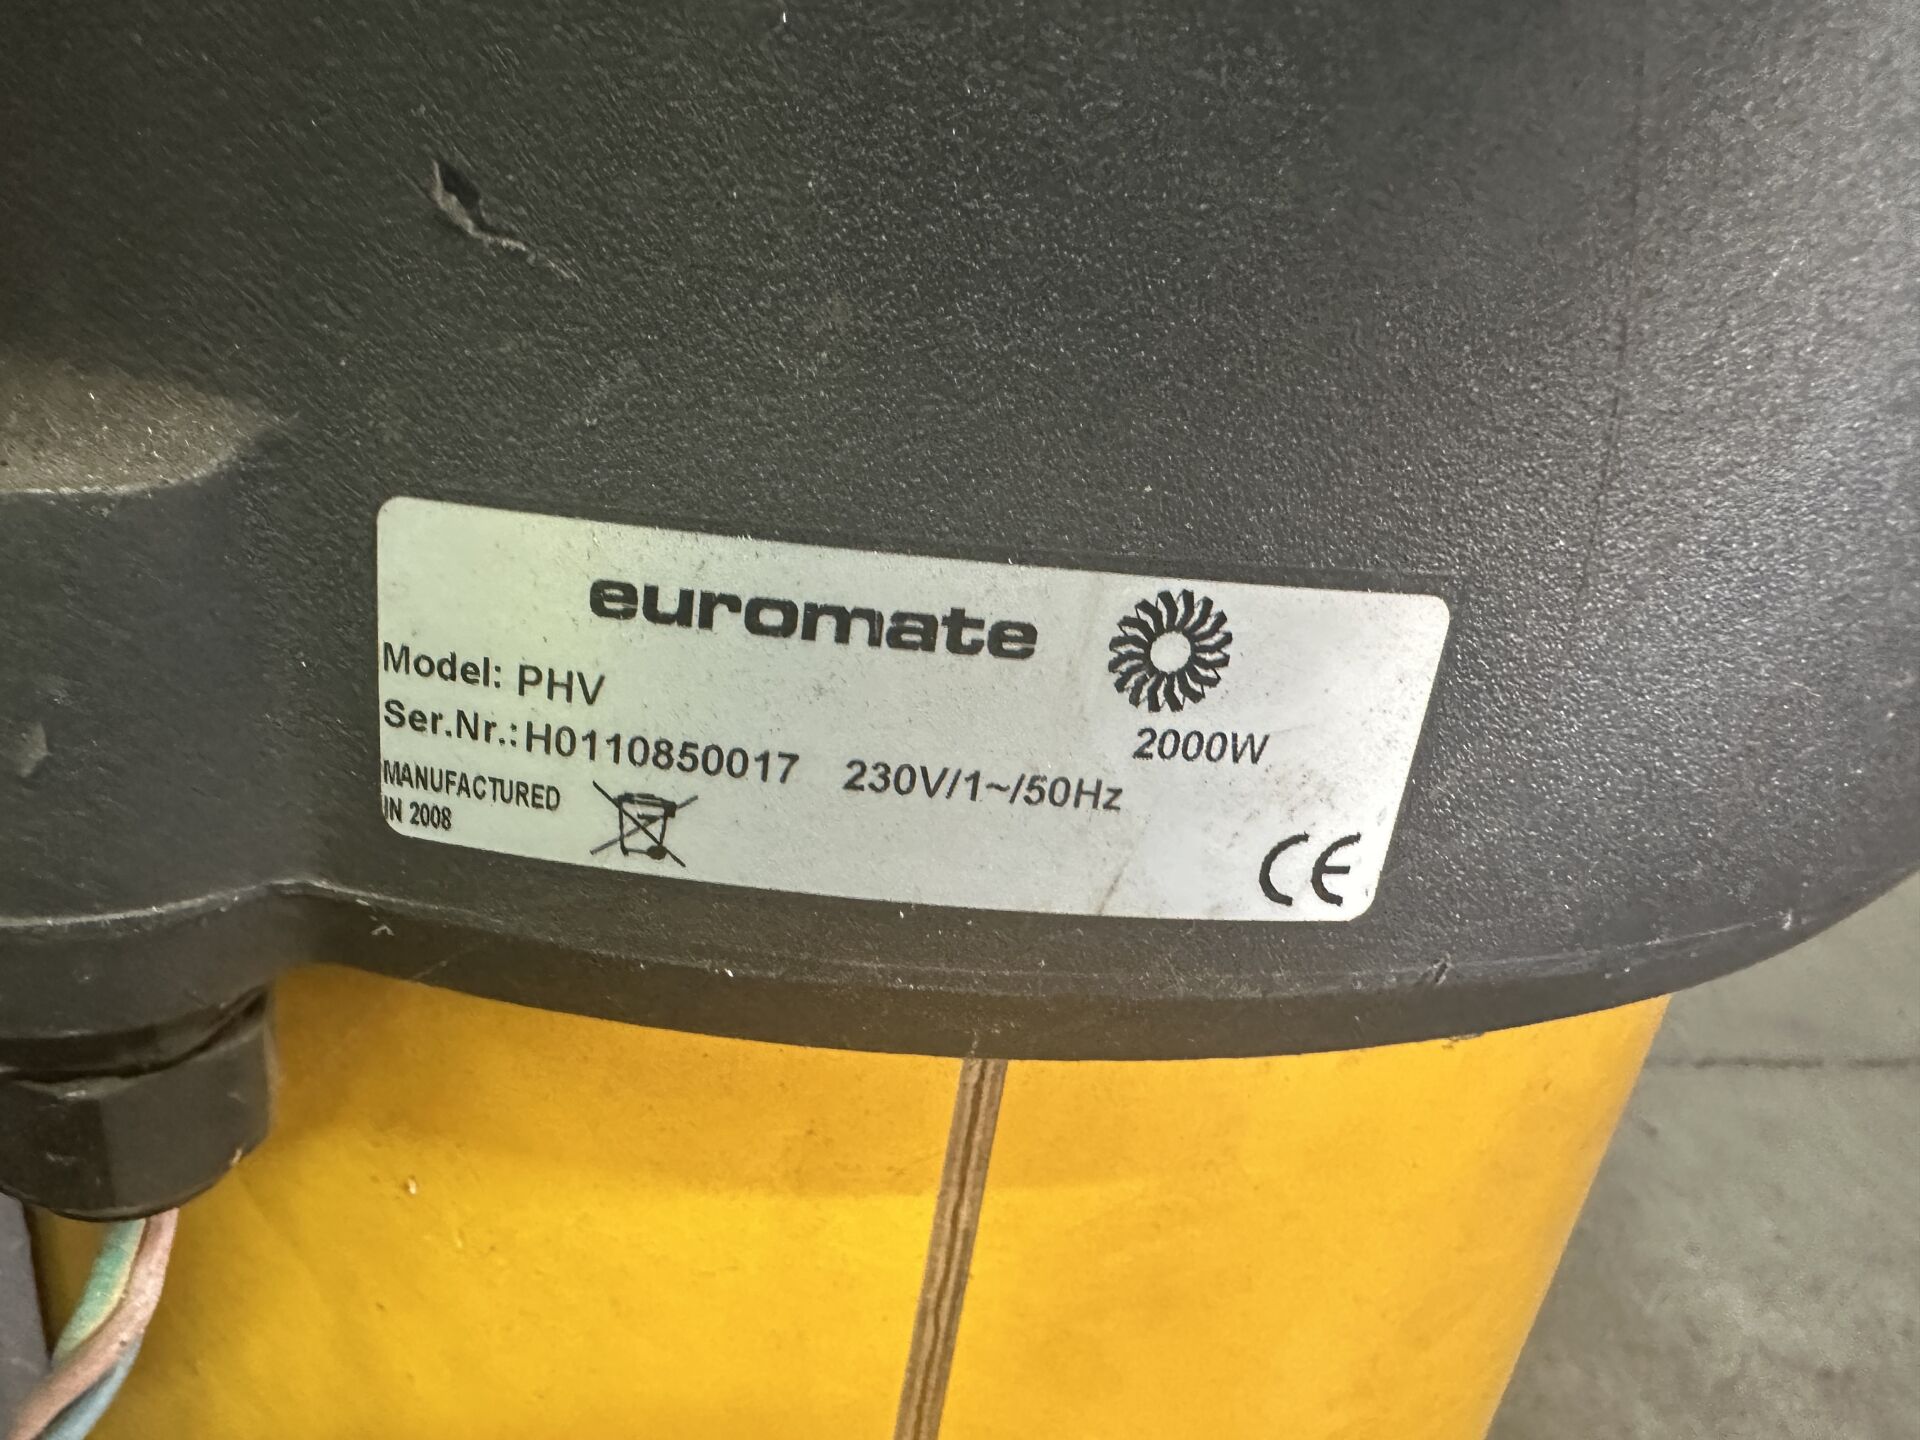 euromate
Model: PHV
2000W
Ser.Nr.: H0110850017 230V/1~/50Hz
MANUFACTURED
IN 2008
CE